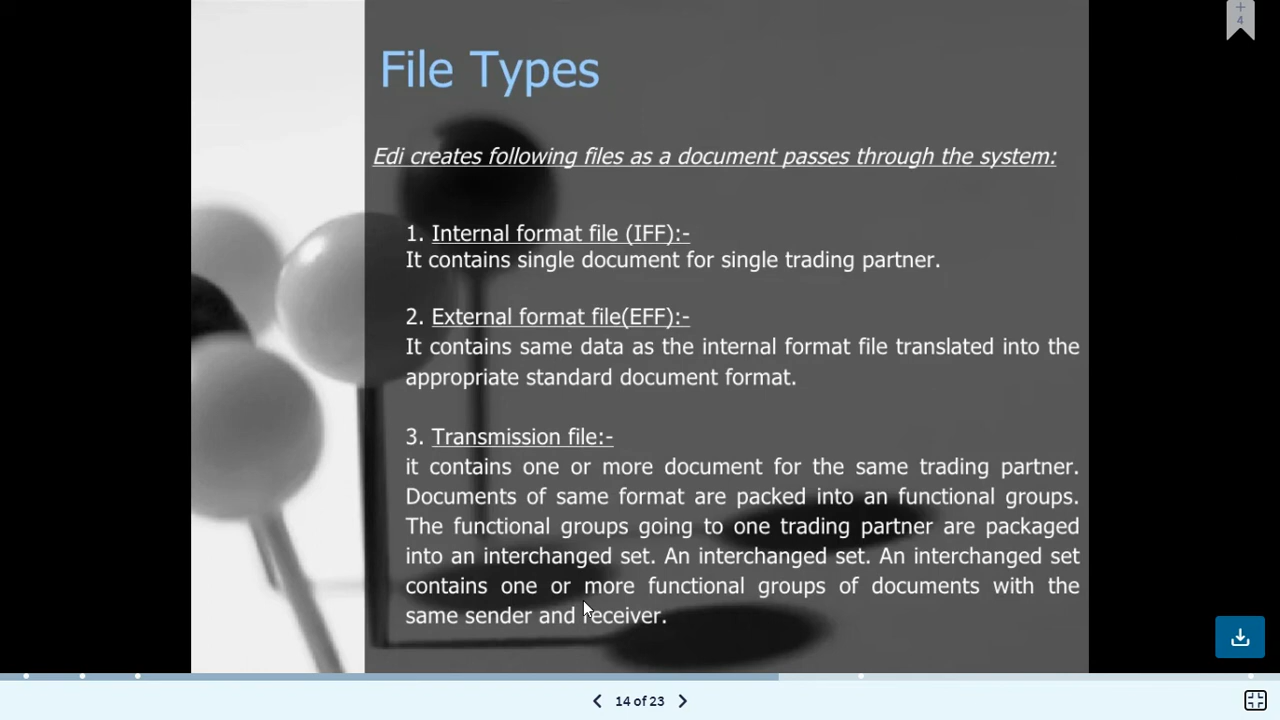 +
4
File Types
Edi creates following files as a document passes through the system:
1. Internal format file (IFF):-
It contains single document for single trading partner.
2. External format file(EFF):-
It contains same data as the internal format file translated into the
appropriate standard document format.
3. Transmission file:-
it contains one or more document for the same trading partner.
Documents of same format are packed into an functional groups.
The functional groups going to one trading partner are packaged
into an interchanged set. An interchanged set. An interchanged set
contains one or more functional groups of documents with the
same sender and receiver.
14 of 23